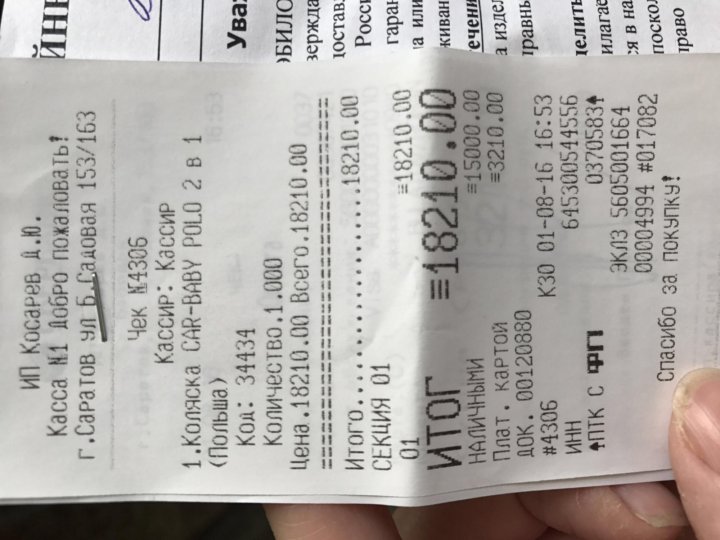 ИП Косарев Д.Ю.
Касса №1 Добро пожаловать!
г.Саратов ул Б.Садовая 153/163
Чек №4306
Кассир: Кассир
1.Коляска CAR-BABY POLO 2 в 1
(Польша)
Код: 34434
Количество.1.000
Цена.18210.00 Всего.18210.00
Итого.....................18210.00
СЕКЦИЯ 01
01 ≡18210.00
ИТОГ ≡18210.00
НАЛИЧНЫМИ ≡15000.00
Плат. картой ≡3210.00
ДОК. 00120880
#4306 К30 01-08-16 16:53
ИНН 645300544556
↑ПТК С ФП 0370583↑
ЭКЛЗ 5605001664
00004994 #017082
Спасибо за покупку!